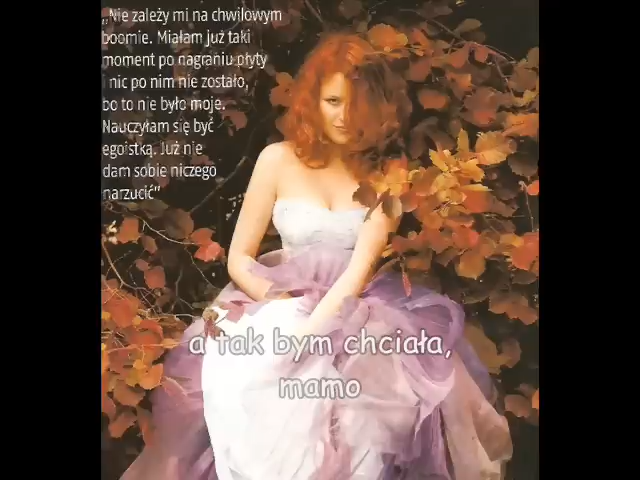 „Nie zależy mi na chwilowym
boomie. Miałam już taki
moment po nagraniu płyty
i nic po nim nie zostało,
bo to nie było moje.
Nauczyłam się być
egoistką. Już nie
dam sobie niczego
narzucić”
a tak bym chciała,
mamo